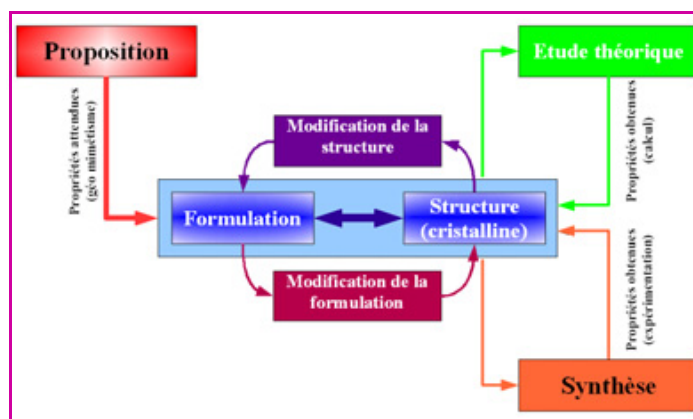 Proposition
Etude théorique
Propriétés attenducs
(géo mimétisme)
Modification de la
structure
Propriétés obtenues
(calcul)
Formulation
Structure
(cristalline)
Modification de la
formulation
Propriétés obtenues
(expérimentation)
Synthèse